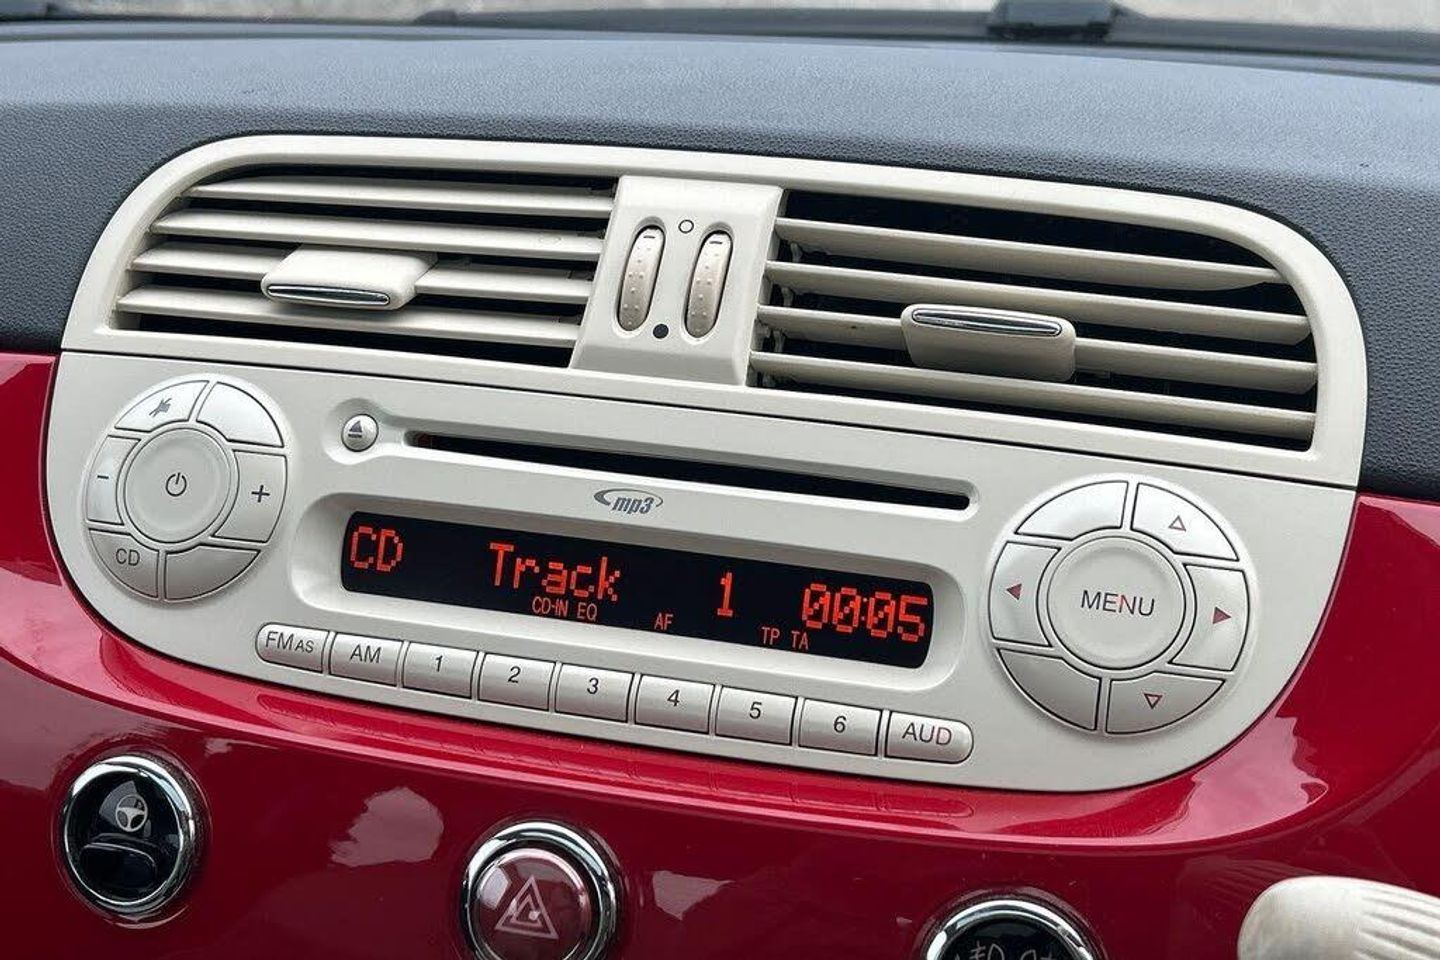 mp3
CD Track 1 00:05
CD-IN EQ AF TP TA
- +
CD
MENU
FM AS AM 1 2 3 4 5 6 AUD